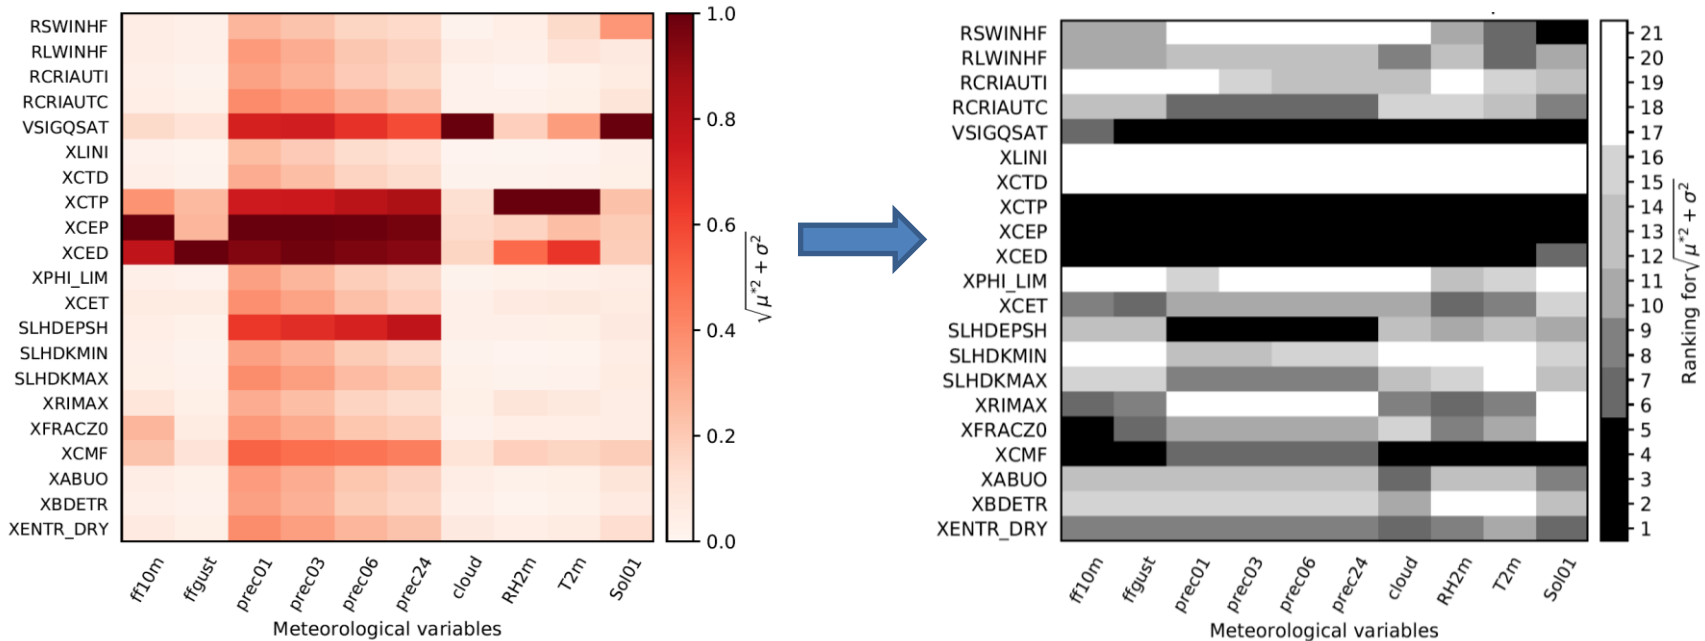 RSWINHF
RLWINHF
RCRIAUTI
RCRIAUTC
VSIGQSAT
XLINI
XCTD
XCTP
XCEP
XCED
XPHI_LIM
XCET
SLHDEPSH
SLHDKMIN
SLHDKMAX
XRIMAX
XFRACZ0
XCMF
XABUO
XBDETR
XENTR_DRY
ff10m
ffgust
prec01
prec03
prec06
prec24
cloud
RH2m
T2m
Sol01
Meteorological variables
1.0
0.8
0.6
0.4
0.2
0.0
√μ*² + σ²
RSWINHF
RLWINHF
RCRIAUTI
RCRIAUTC
VSIGQSAT
XLINI
XCTD
XCTP
XCEP
XCED
XPHI_LIM
XCET
SLHDEPSH
SLHDKMIN
SLHDKMAX
XRIMAX
XFRACZ0
XCMF
XABUO
XBDETR
XENTR_DRY
ff10m
ffgust
prec01
prec03
prec06
prec24
cloud
RH2m
T2m
Sol01
Meteorological variables
21
20
19
18
17
16
15
14
13
12
11
10
9
8
7
6
5
4
3
2
1
Ranking for√μ*² + σ²